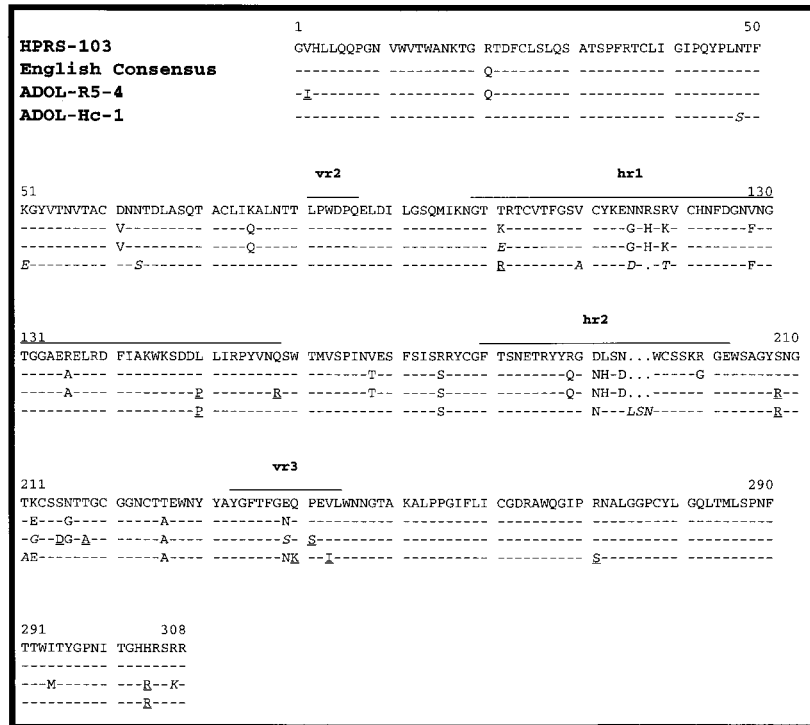 1 50
HPRS-103 GVHLLQQPGN VWVTWANKTG RTDFCLSLQS ATSPFRTCLI GIPQYPLNTF
English Consensus ---------- ---------- Q--------- ---------- ----------
ADOL-R5-4 -I-------- ---------- Q--------- ---------- ----------
ADOL-Hc-1 ---------- ---------- ---------- ---------- -------S--
vr2 hr1
51 130
KGYVTNVTAC DNNTDLASQT ACLIKALNTT LPWDPQELDI LGSQMIKNGT TRTCVTFGSV CYKENNRSRV CHNFDGNVNG
---------- V--------- ----Q----- ---------- ---------- K--------- ----G-H-K- -------F--
---------- V--------- ----Q----- ---------- ---------- E--------- ----G-H-K- -------F--
E--------- --S------- ---------- ---------- ---------- R-------A- ----D-.-T- -------F--
hr2
131 210
TGGAERELRD FIAKWKSDDL LIRPYVNQSW TMVSPINVES FSISRRYCGF TSNETRYYRG DLSN...WCSSKR GEWSAGYSNG
-----A---- ---------- ---------- -------T-- ----S----- --------Q- NH-D...----G- ----------
-----A---- ---------P -------R-- -------T-- ----S----- --------Q- NH-D...------ -------R--
---------- ---------P ---------- ---------- ----S----- ---------- N---LSN------ -------R--
vr3
211 290
TKCSSNTTGC GGNCTTEWNY YAYGFTFGEQ PEVLWNNGTA KALPPGIFLI CGDRAWQGIP RNALGGPCYL GQLTMLSPNF
-E---G---- -----A---- --------N- ---------- ---------- ---------- ---------- ----------
-G--DG-A-- -----A---- --------S- S--------- ---------- ---------- ---------- ----------
AE-------- -----A---- --------NK --I------- ---------- ---------- S--------- ----------
291 308
TTWITYGPNI TGHHRSRR
---------- --------
---M------ ---R--K-
---------- ---R----